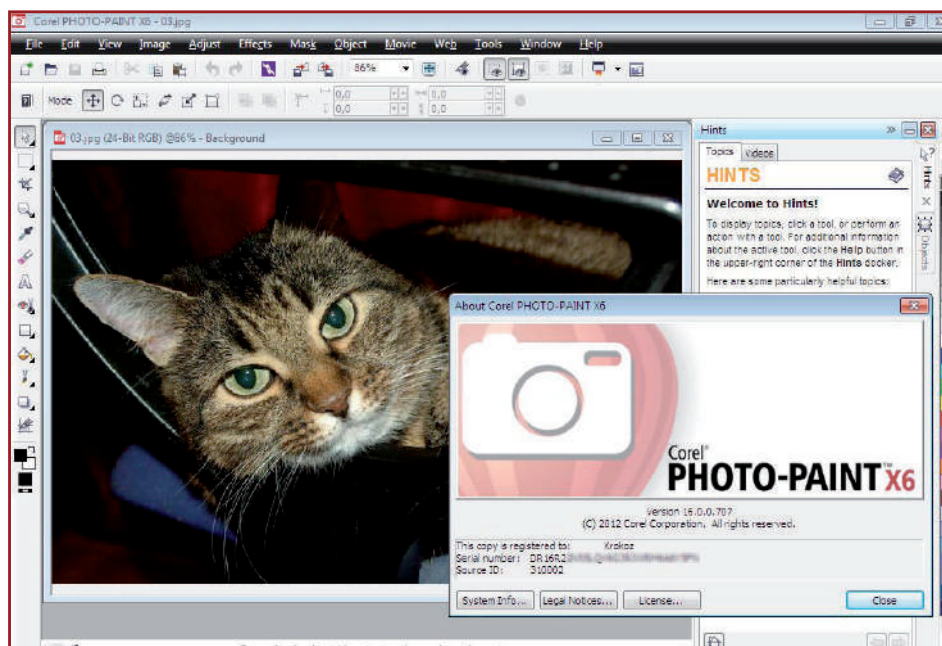 Corel PHOTO-PAINT X6 - 03.jpg
File Edit View Image Adjust Effects Mask Object Movie Web Tools Window Help
86%
Mode
0,0 0,0
0,0 0,0
03.jpg (24-Bit RGB) @86% - Background
Hints
Topics Videos
HINTS
Welcome to Hints!
To display topics, click a tool, or perform an
action with a tool. For additional information
about the active tool, click the Help button in
the upper-right corner of the Hints docker.
Here are some particularly helpful topics:
Hints
Objects
About Corel PHOTO-PAINT X6
Corel®
PHOTO-PAINT™ X6
Version 16.0.0.707
(C) 2012 Corel Corporation. All rights reserved.
This copy is registered to: Krokoz
Serial number: DR16R2
Source ID: 310002
System Info... Legal Notices... License... Close